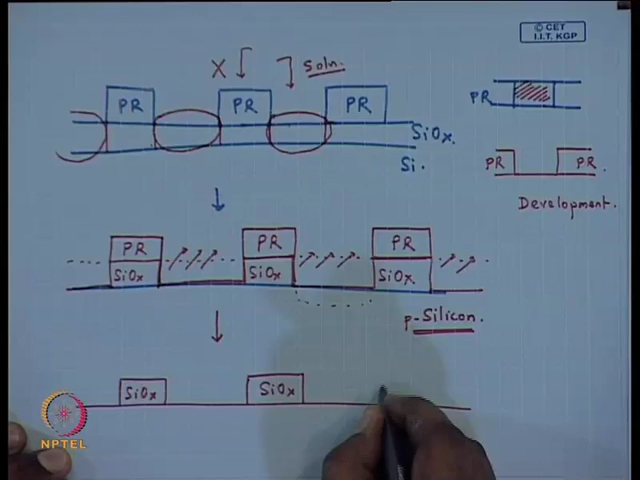 © CET
I.I.T. KGP
X
Soln.
PR
PR
PR
PR
SiOx.
Si.
PR
PR
Development.
PR
PR
PR
SiOx
SiOx
SiOx.
p-Silicon.
SiOx
SiOx
NPTEL